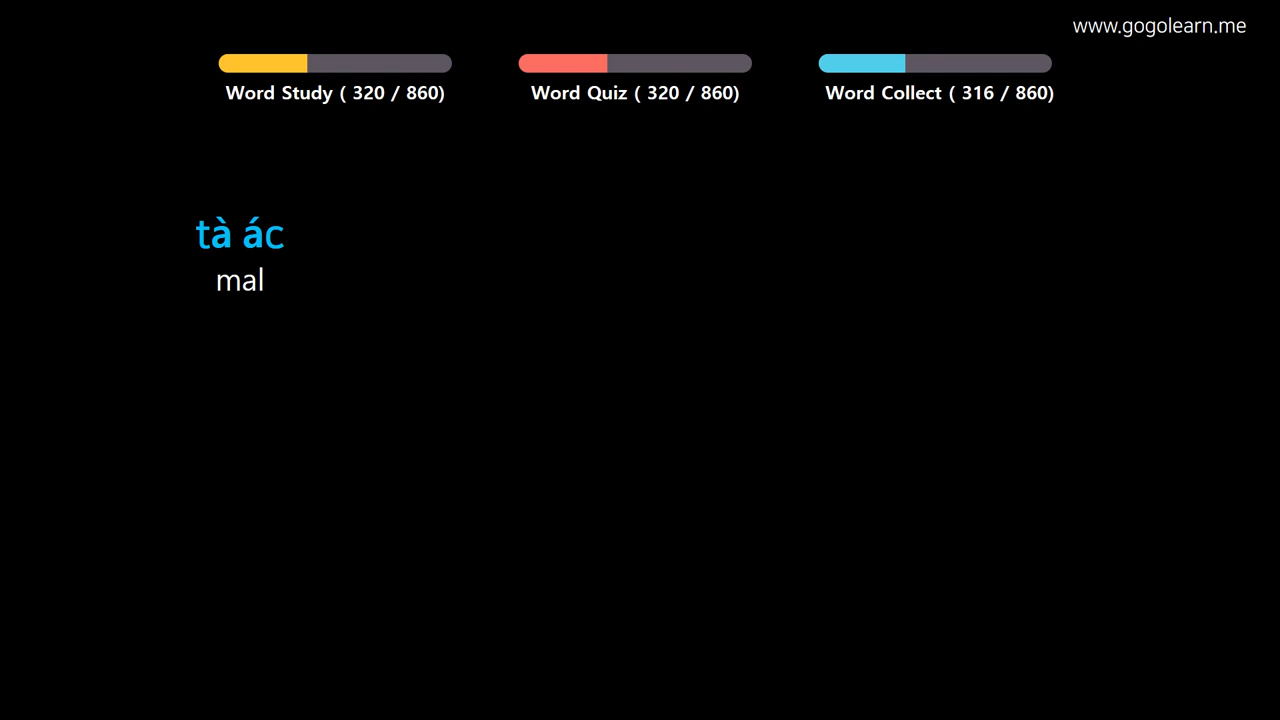 www.gogolearn.me
Word Study ( 320 / 860)
Word Quiz ( 320 / 860)
Word Collect ( 316 / 860)
tà ác
mal